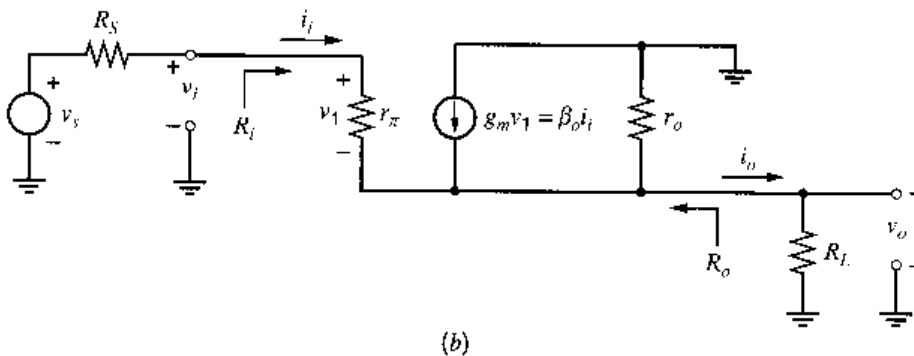 R_S
i_i
+
v_s
−
+
v_i
−
R_i
+
v_1
−
r_π
g_m v_1 = β_o i_i
r_o
i_o
R_o
R_L
v_o
(b)